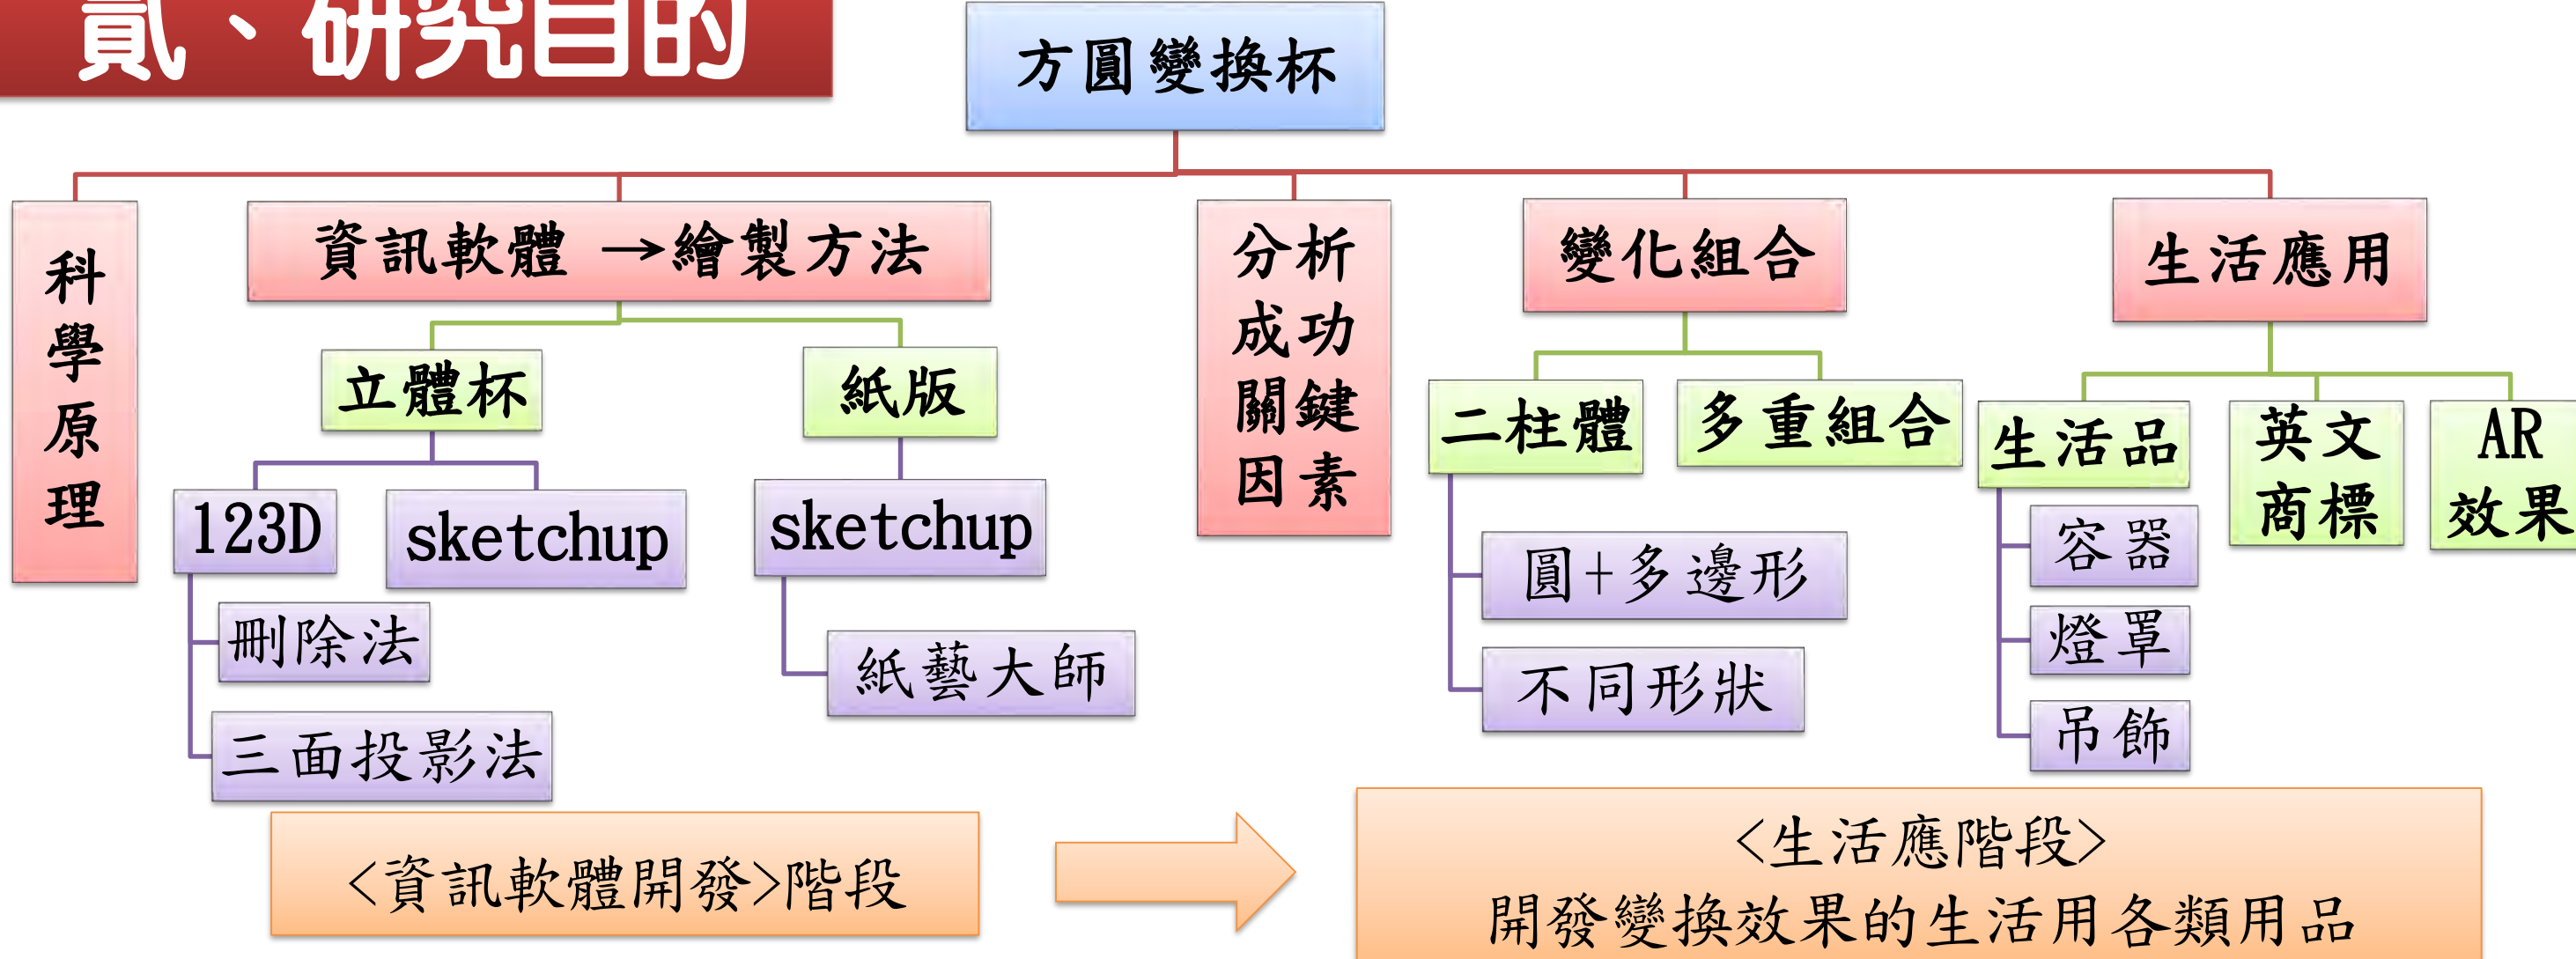 貳、研究目的
方圓變換杯
科
學
原
理
資訊軟體 →繪製方法
立體杯
紙版
123D
sketchup
sketchup
刪除法
三面投影法
紙藝大師
分析
成功
關鍵
因素
變化組合
二柱體
多重組合
圓+多邊形
不同形狀
生活應用
生活品
英文
商標
AR
效果
容器
燈罩
吊飾
<資訊軟體開發>階段
<生活應階段>
開發變換效果的生活用各類用品